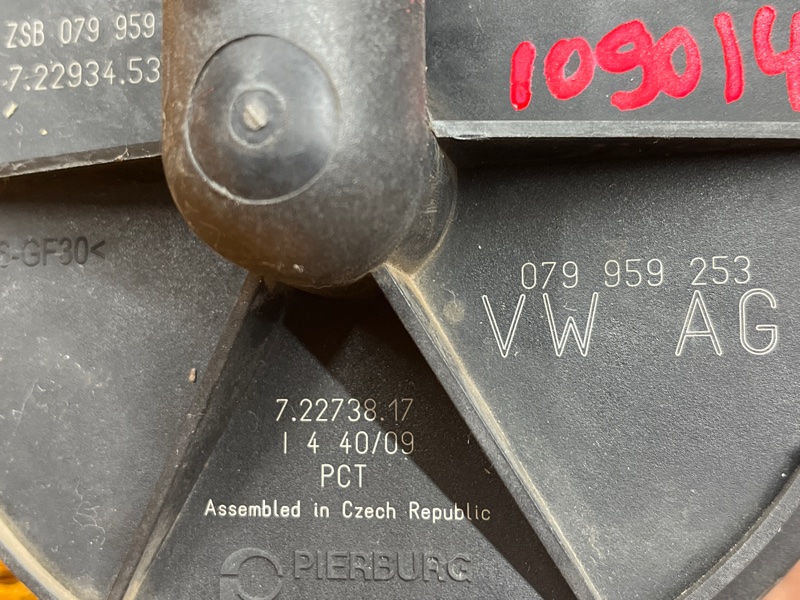 ZSB 079 959
-7.22934.53
109014
6-GF30<
079 959 253
VW AG
7.22738.17
I 4 40/09
PCT
Assembled in Czech Republic
PIERBURG